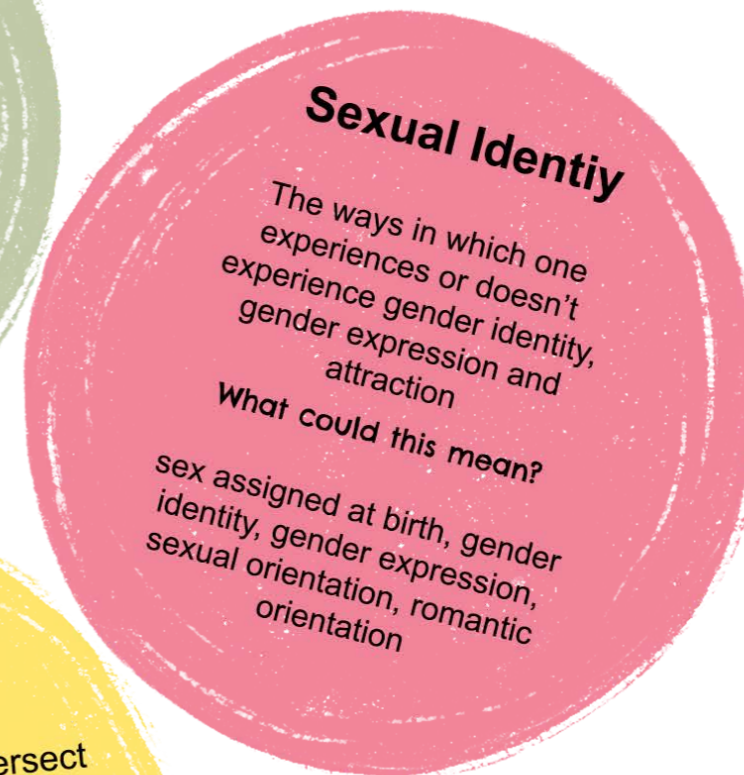 Sexual Identiy
The ways in which one
experiences or doesn’t
experience gender identity,
gender expression and
attraction
What could this mean?
sex assigned at birth, gender
identity, gender expression,
sexual orientation, romantic
orientation
ersect